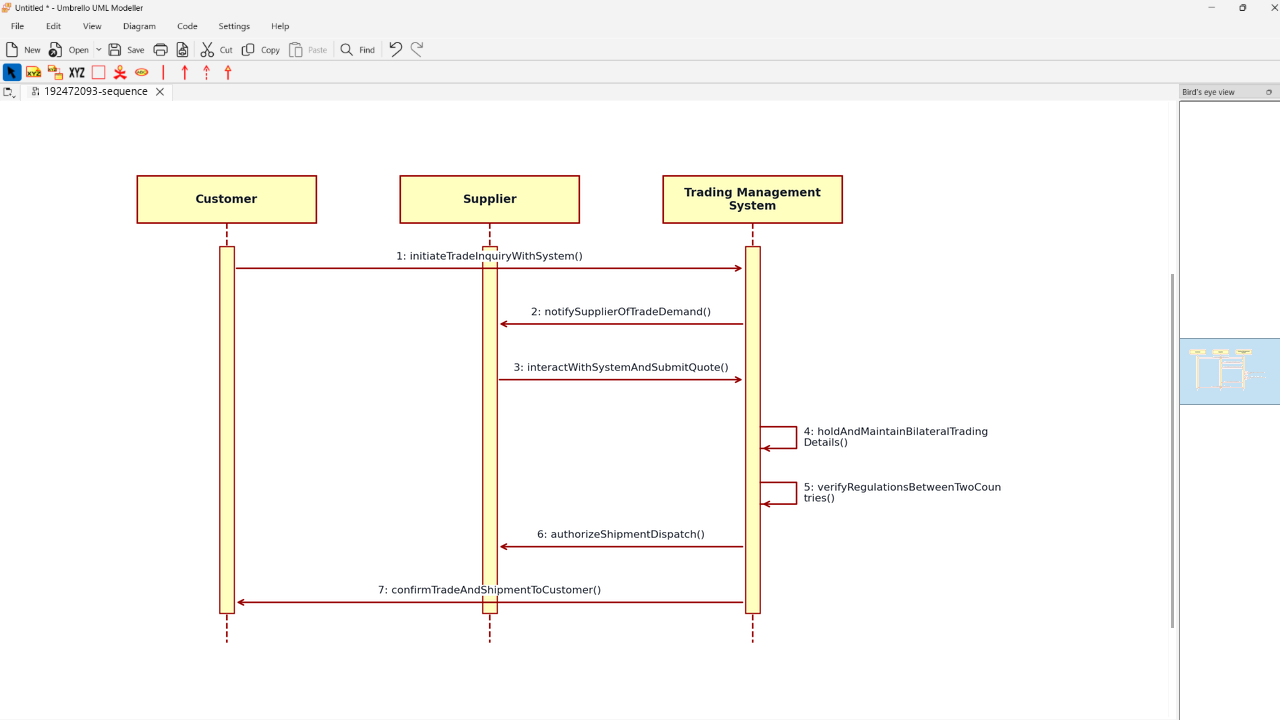 Untitled * - Umbrello UML Modeller
File Edit View Diagram Code Settings Help
New Open Save Cut Copy Paste Find
XYZ XYZ ABC
192472093-sequence
Bird's eye view
Customer
Supplier
Trading Management
System
1: initiateTradeInquiryWithSystem()
2: notifySupplierOfTradeDemand()
3: interactWithSystemAndSubmitQuote()
4: holdAndMaintainBilateralTrading
Details()
5: verifyRegulationsBetweenTwoCoun
tries()
6: authorizeShipmentDispatch()
7: confirmTradeAndShipmentToCustomer()